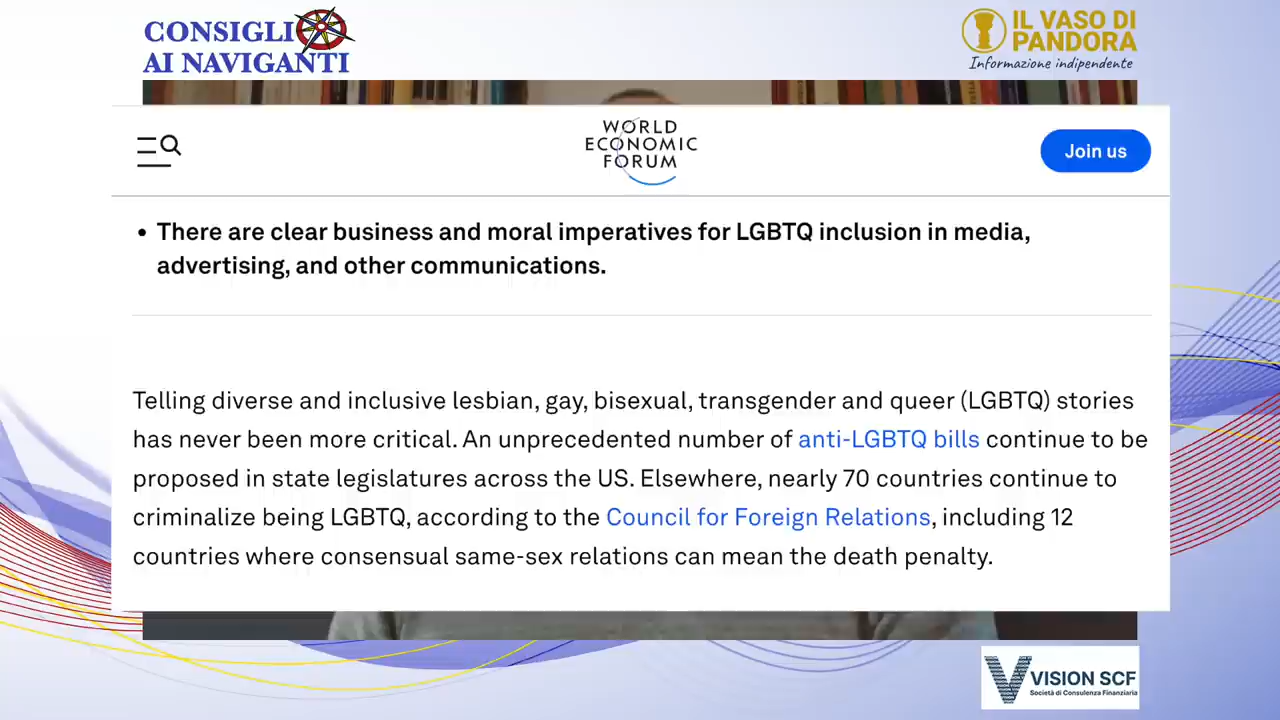 CONSIGLI
AI NAVIGANTI
IL VASO DI
PANDORA
Informazione indipendente
WORLD
ECONOMIC
FORUM
Join us
• There are clear business and moral imperatives for LGBTQ inclusion in media,
advertising, and other communications.
Telling diverse and inclusive lesbian, gay, bisexual, transgender and queer (LGBTQ) stories
has never been more critical. An unprecedented number of anti-LGBTQ bills continue to be
proposed in state legislatures across the US. Elsewhere, nearly 70 countries continue to
criminalize being LGBTQ, according to the Council for Foreign Relations, including 12
countries where consensual same-sex relations can mean the death penalty.
VISION SCF
Società di Consulenza Finanziaria